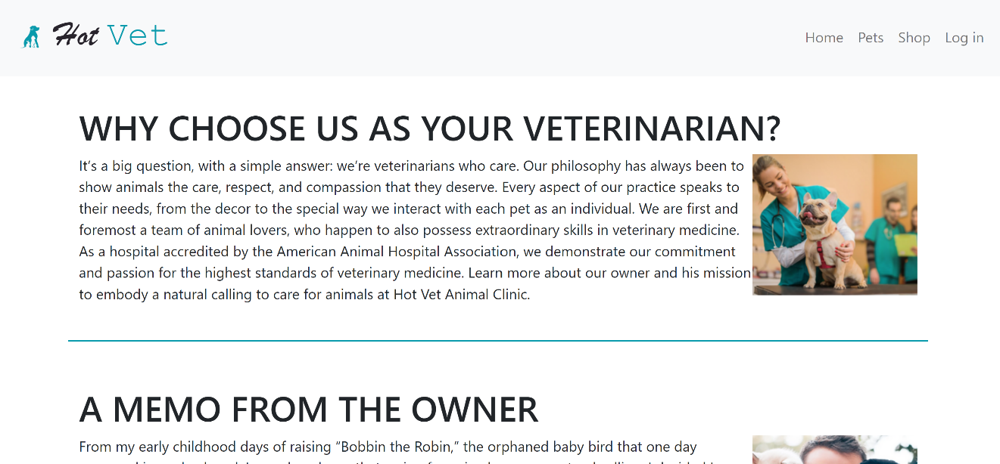 Hot Vet
Home Pets Shop Log in
WHY CHOOSE US AS YOUR VETERINARIAN?
It’s a big question, with a simple answer: we’re veterinarians who care. Our philosophy has always been to
show animals the care, respect, and compassion that they deserve. Every aspect of our practice speaks to
their needs, from the decor to the special way we interact with each pet as an individual. We are first and
foremost a team of animal lovers, who happen to also possess extraordinary skills in veterinary medicine.
As a hospital accredited by the American Animal Hospital Association, we demonstrate our commitment
and passion for the highest standards of veterinary medicine. Learn more about our owner and his mission
to embody a natural calling to care for animals at Hot Vet Animal Clinic.
A MEMO FROM THE OWNER
From my early childhood days of raising “Bobbin the Robin,” the orphaned baby bird that one day